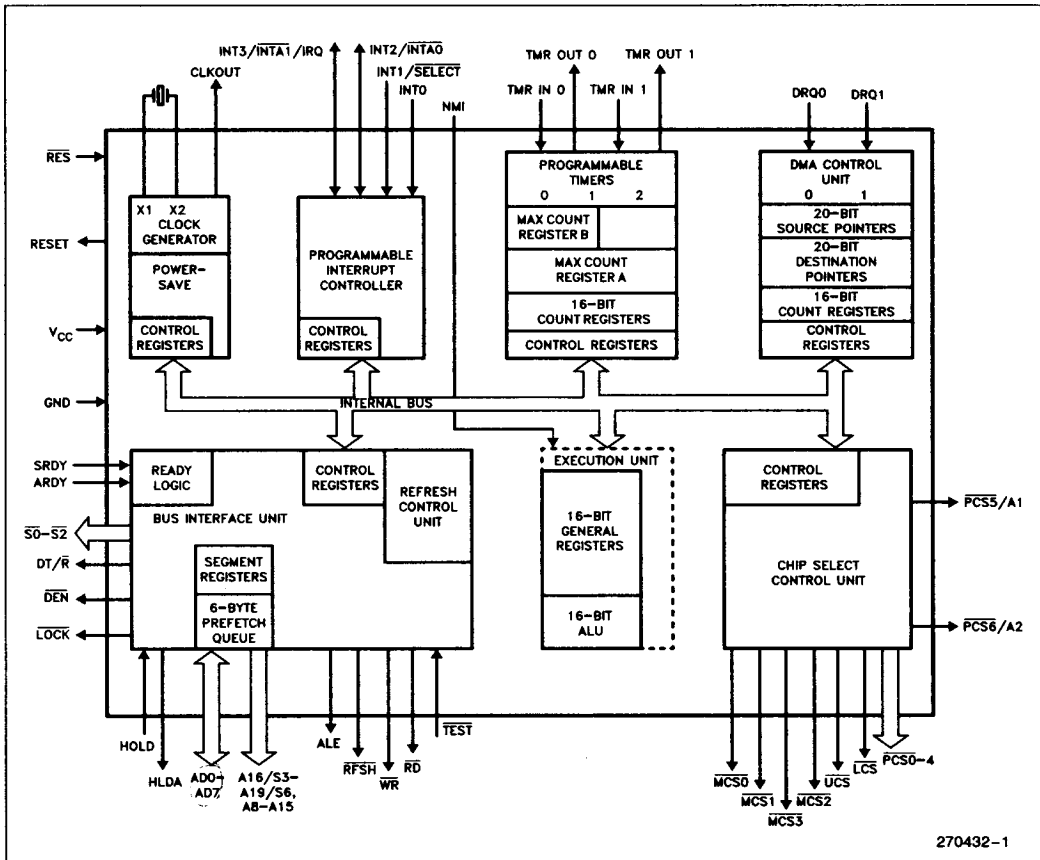 INT3/INTA1/IRQ
INT2/INTA0
INT1/SELECT
INT0
CLKOUT
NMI
TMR OUT 0
TMR OUT 1
TMR IN 0
TMR IN 1
DRQ0
DRQ1
RES
RESET
VCC
GND
SRDY
ARDY
S0-S2
DT/R
DEN
LOCK
X1 X2
CLOCK
GENERATOR
POWER-
SAVE
CONTROL
REGISTERS
PROGRAMMABLE
INTERRUPT
CONTROLLER
CONTROL
REGISTERS
PROGRAMMABLE
TIMERS
0 1 2
MAX COUNT
REGISTER B
MAX COUNT
REGISTER A
16-BIT
COUNT REGISTERS
CONTROL REGISTERS
DMA CONTROL
UNIT
0 1
20-BIT
SOURCE POINTERS
20-BIT
DESTINATION
POINTERS
16-BIT
COUNT REGISTERS
CONTROL
REGISTERS
INTERNAL BUS
READY
LOGIC
CONTROL
REGISTERS
REFRESH
CONTROL
UNIT
BUS INTERFACE UNIT
SEGMENT
REGISTERS
6-BYTE
PREFETCH
QUEUE
EXECUTION UNIT
16-BIT
GENERAL
REGISTERS
16-BIT
ALU
CONTROL
REGISTERS
CHIP SELECT
CONTROL UNIT
PCS5/A1
PCS6/A2
HOLD
HLDA
AD0-
AD7
A16/S3-
A19/S6,
A8-A15
ALE
RFSH
WR
RD
TEST
MCS0
MCS1
MCS3
MCS2
UCS
LCS
PCS0-4
270432-1